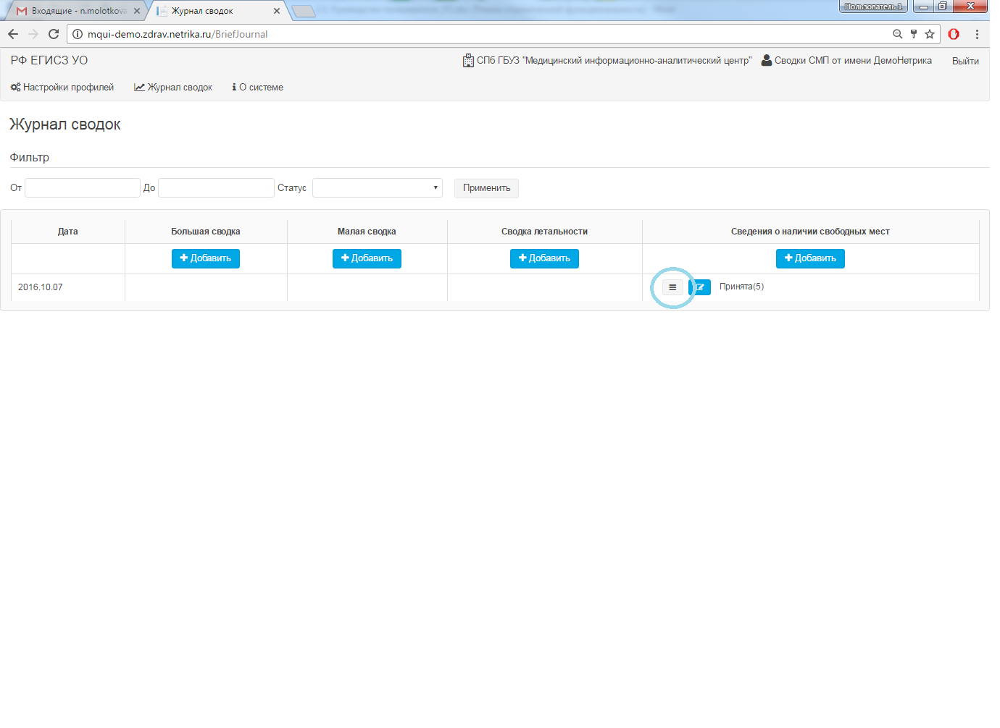 Входящие - n.molotkova
Журнал сводок
Пользователь 1
mqui-demo.zdrav.netrika.ru/BriefJournal
РФ ЕГИСЗ УО
СПб ГБУЗ "Медицинский информационно-аналитический центр"
Сводки СМП от имени ДемоНетрика
Выйти
Настройки профилей
Журнал сводок
О системе
Журнал сводок
Фильтр
От
До
Статус
Применить
Дата
Большая сводка
Малая сводка
Сводка летальности
Сведения о наличии свободных мест
Добавить
Добавить
Добавить
Добавить
2016.10.07
Принята(5)